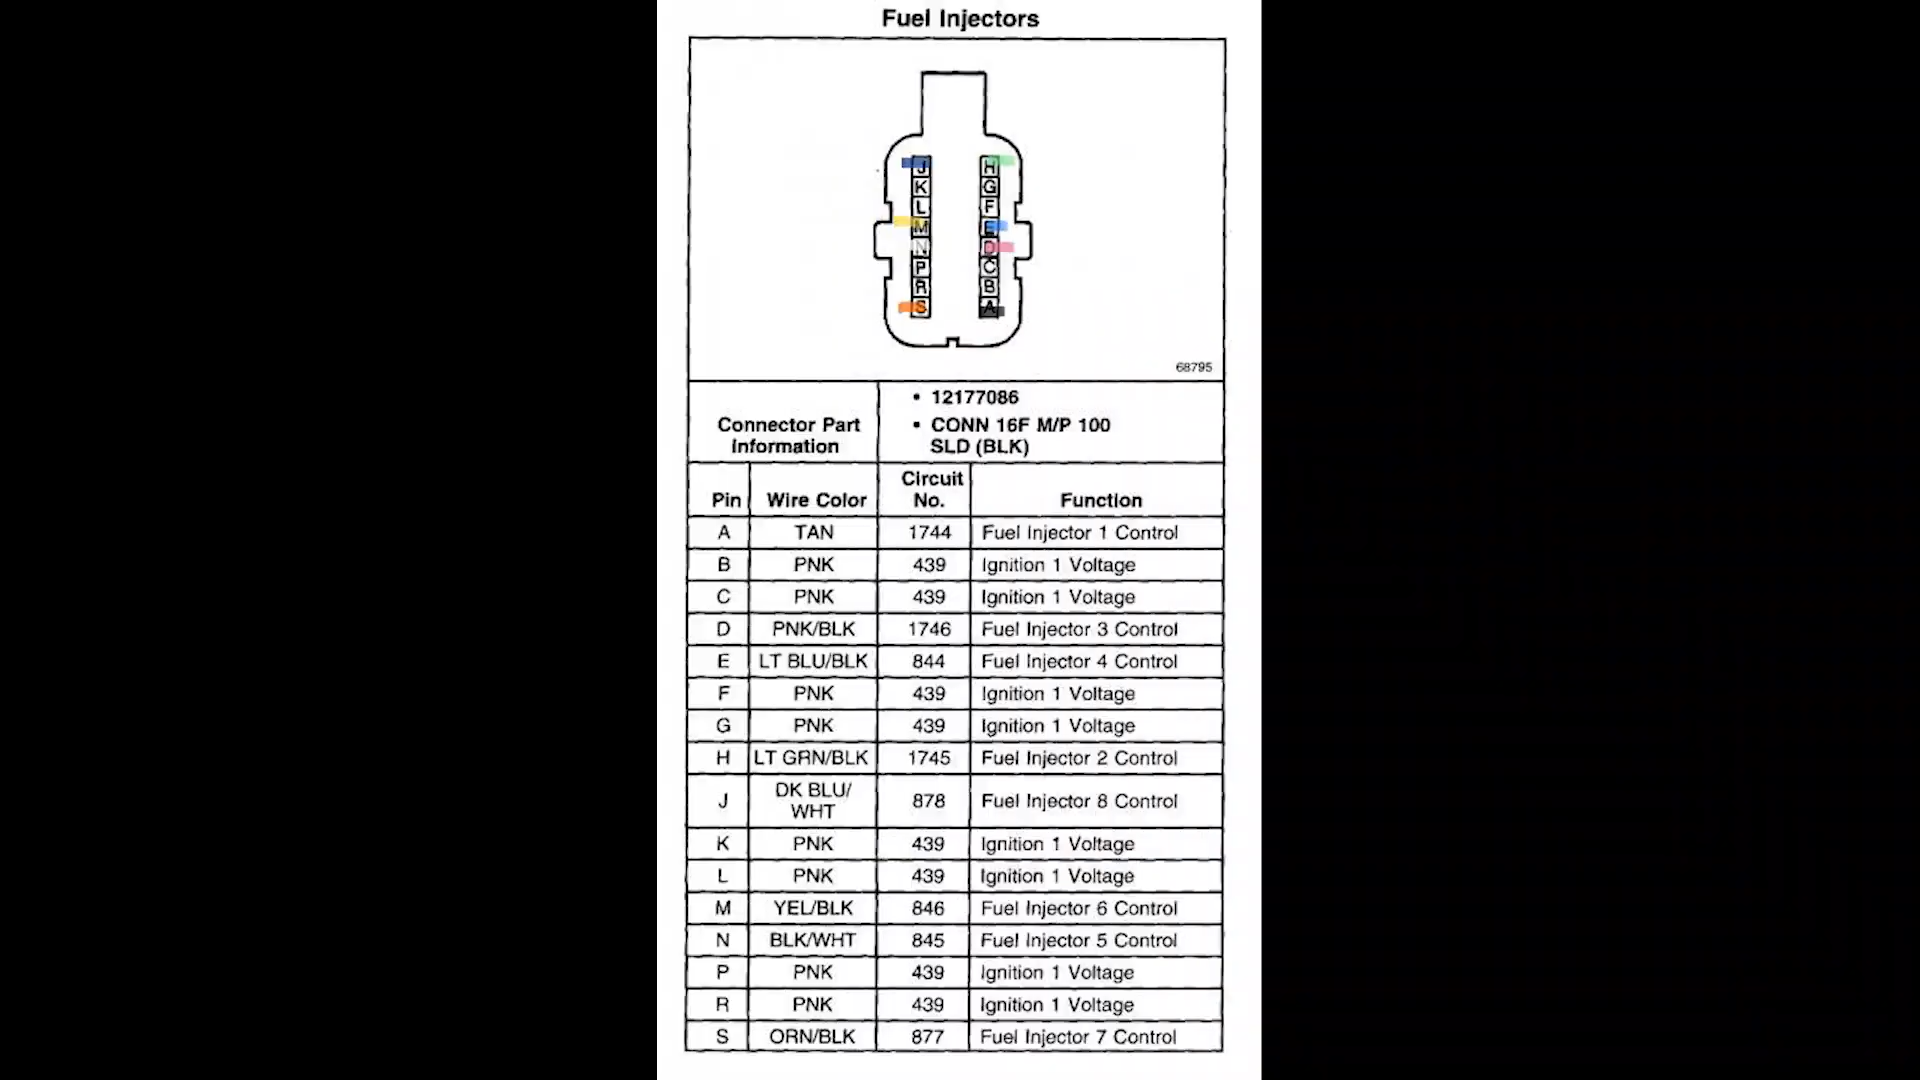 Fuel Injectors
J H
K G
L F
M E
N D
P C
R B
S A
68795
Connector Part Information
• 12177086
• CONN 16F M/P 100
SLD (BLK)
Pin Wire Color Circuit No. Function
A TAN 1744 Fuel Injector 1 Control
B PNK 439 Ignition 1 Voltage
C PNK 439 Ignition 1 Voltage
D PNK/BLK 1746 Fuel Injector 3 Control
E LT BLU/BLK 844 Fuel Injector 4 Control
F PNK 439 Ignition 1 Voltage
G PNK 439 Ignition 1 Voltage
H LT GRN/BLK 1745 Fuel Injector 2 Control
J DK BLU/WHT 878 Fuel Injector 8 Control
K PNK 439 Ignition 1 Voltage
L PNK 439 Ignition 1 Voltage
M YEL/BLK 846 Fuel Injector 6 Control
N BLK/WHT 845 Fuel Injector 5 Control
P PNK 439 Ignition 1 Voltage
R PNK 439 Ignition 1 Voltage
S ORN/BLK 877 Fuel Injector 7 Control